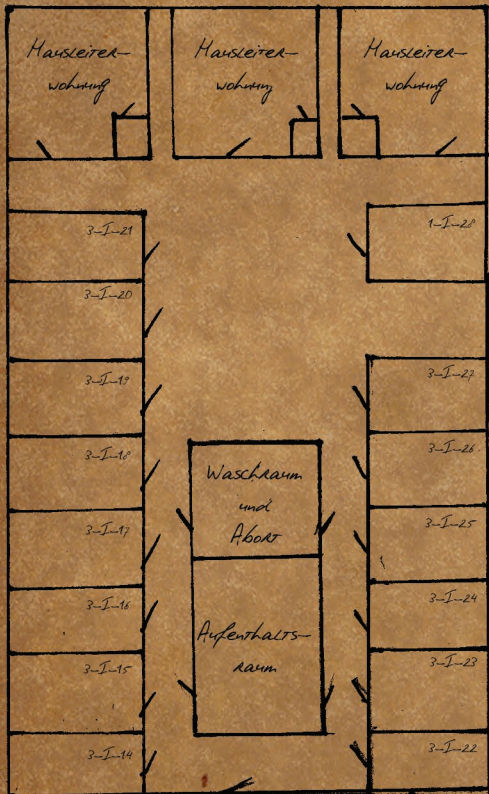 Hausleiter-
wohnung
Hausleiter-
wohnung
Hausleiter-
wohnung
3-I-21
1-I-28
3-I-20
3-I-19
3-I-27
3-I-18
3-I-26
Waschraum
und
Abort
3-I-17
3-I-25
3-I-16
3-I-24
Aufenthalts-
raum
3-I-15
3-I-23
3-I-14
3-I-22